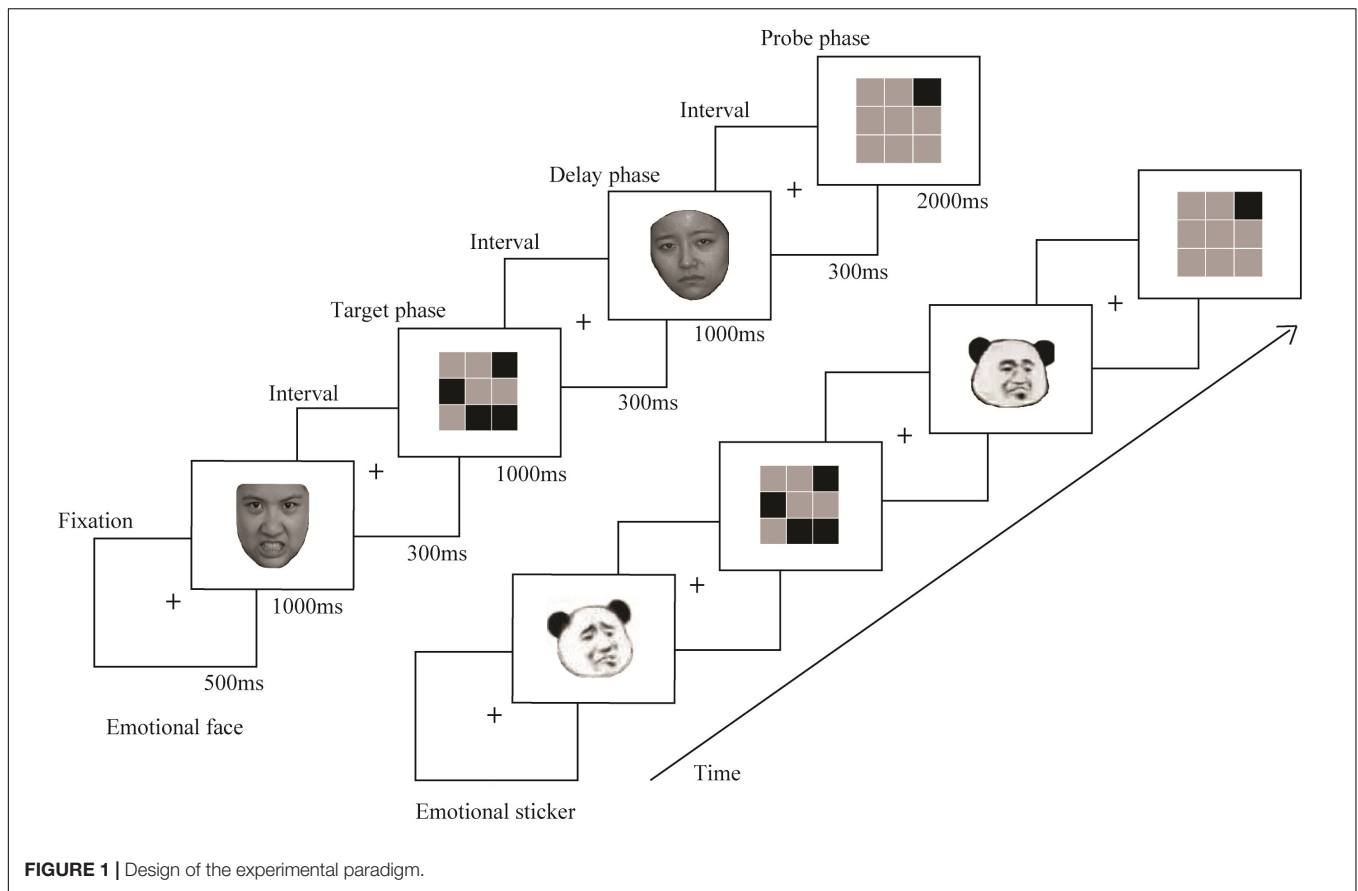 Probe phase
Interval
Delay phase
2000ms
Interval
300ms
Target phase
1000ms
Interval
300ms
1000ms
Fixation
300ms
1000ms
500ms
Emotional face
Time
Emotional sticker
FIGURE 1 | Design of the experimental paradigm.